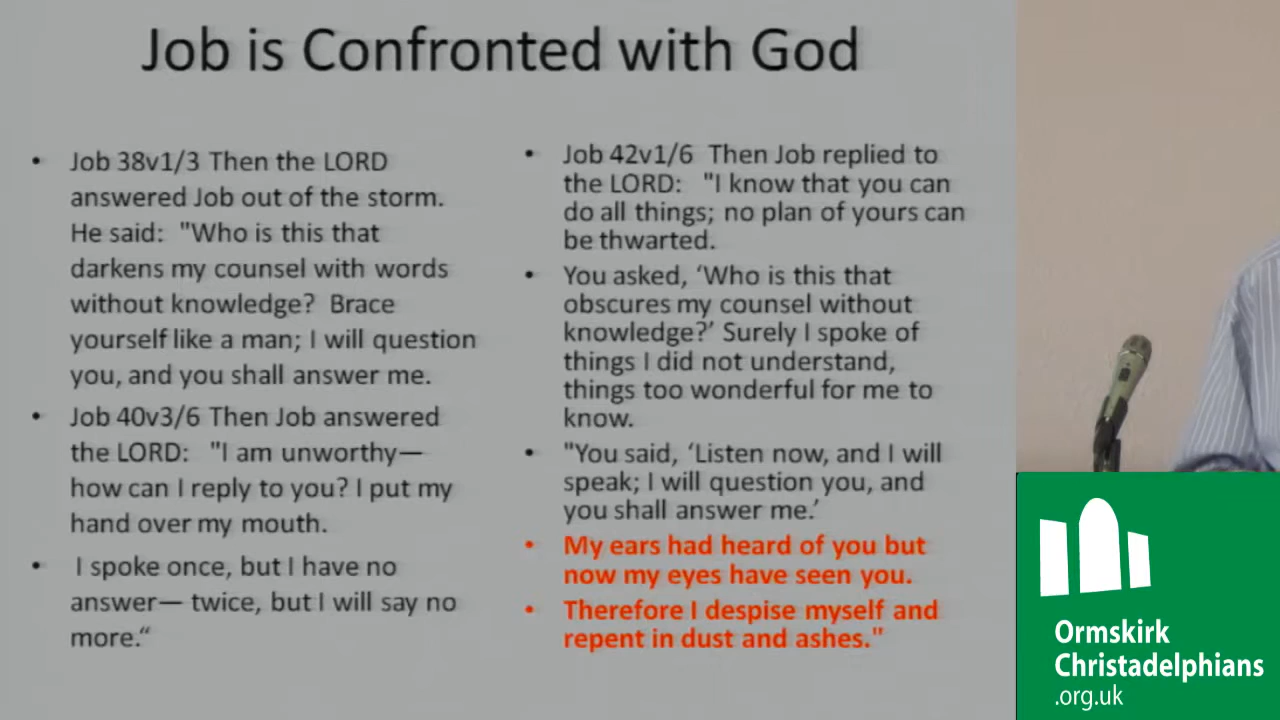 Job is Confronted with God
• Job 38v1/3 Then the LORD
answered Job out of the storm.
He said:  "Who is this that
darkens my counsel with words
without knowledge?  Brace
yourself like a man; I will question
you, and you shall answer me.
• Job 40v3/6 Then Job answered
the LORD:  "I am unworthy—
how can I reply to you? I put my
hand over my mouth.
• I spoke once, but I have no
answer— twice, but I will say no
more.“
• Job 42v1/6  Then Job replied to
the LORD:  "I know that you can
do all things; no plan of yours can
be thwarted.
• You asked, ‘Who is this that
obscures my counsel without
knowledge?’ Surely I spoke of
things I did not understand,
things too wonderful for me to
know.
• "You said, ‘Listen now, and I will
speak; I will question you, and
you shall answer me.’
• My ears had heard of you but
now my eyes have seen you.
• Therefore I despise myself and
repent in dust and ashes."
Ormskirk
Christadelphians
.org.uk